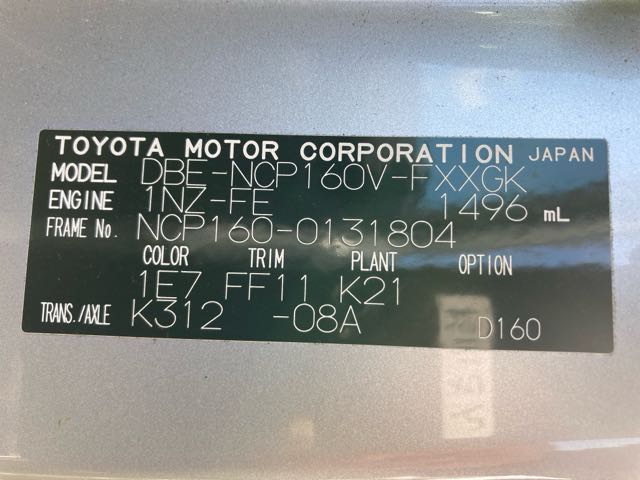 TOYOTA MOTOR CORPORATION JAPAN
MODEL DBE-NCP160V-FXXGK
ENGINE 1NZ-FE 1496 mL
FRAME No. NCP160-0131804
COLOR TRIM PLANT OPTION
1E7 FF11 K21
TRANS./AXLE K312 -08A D160